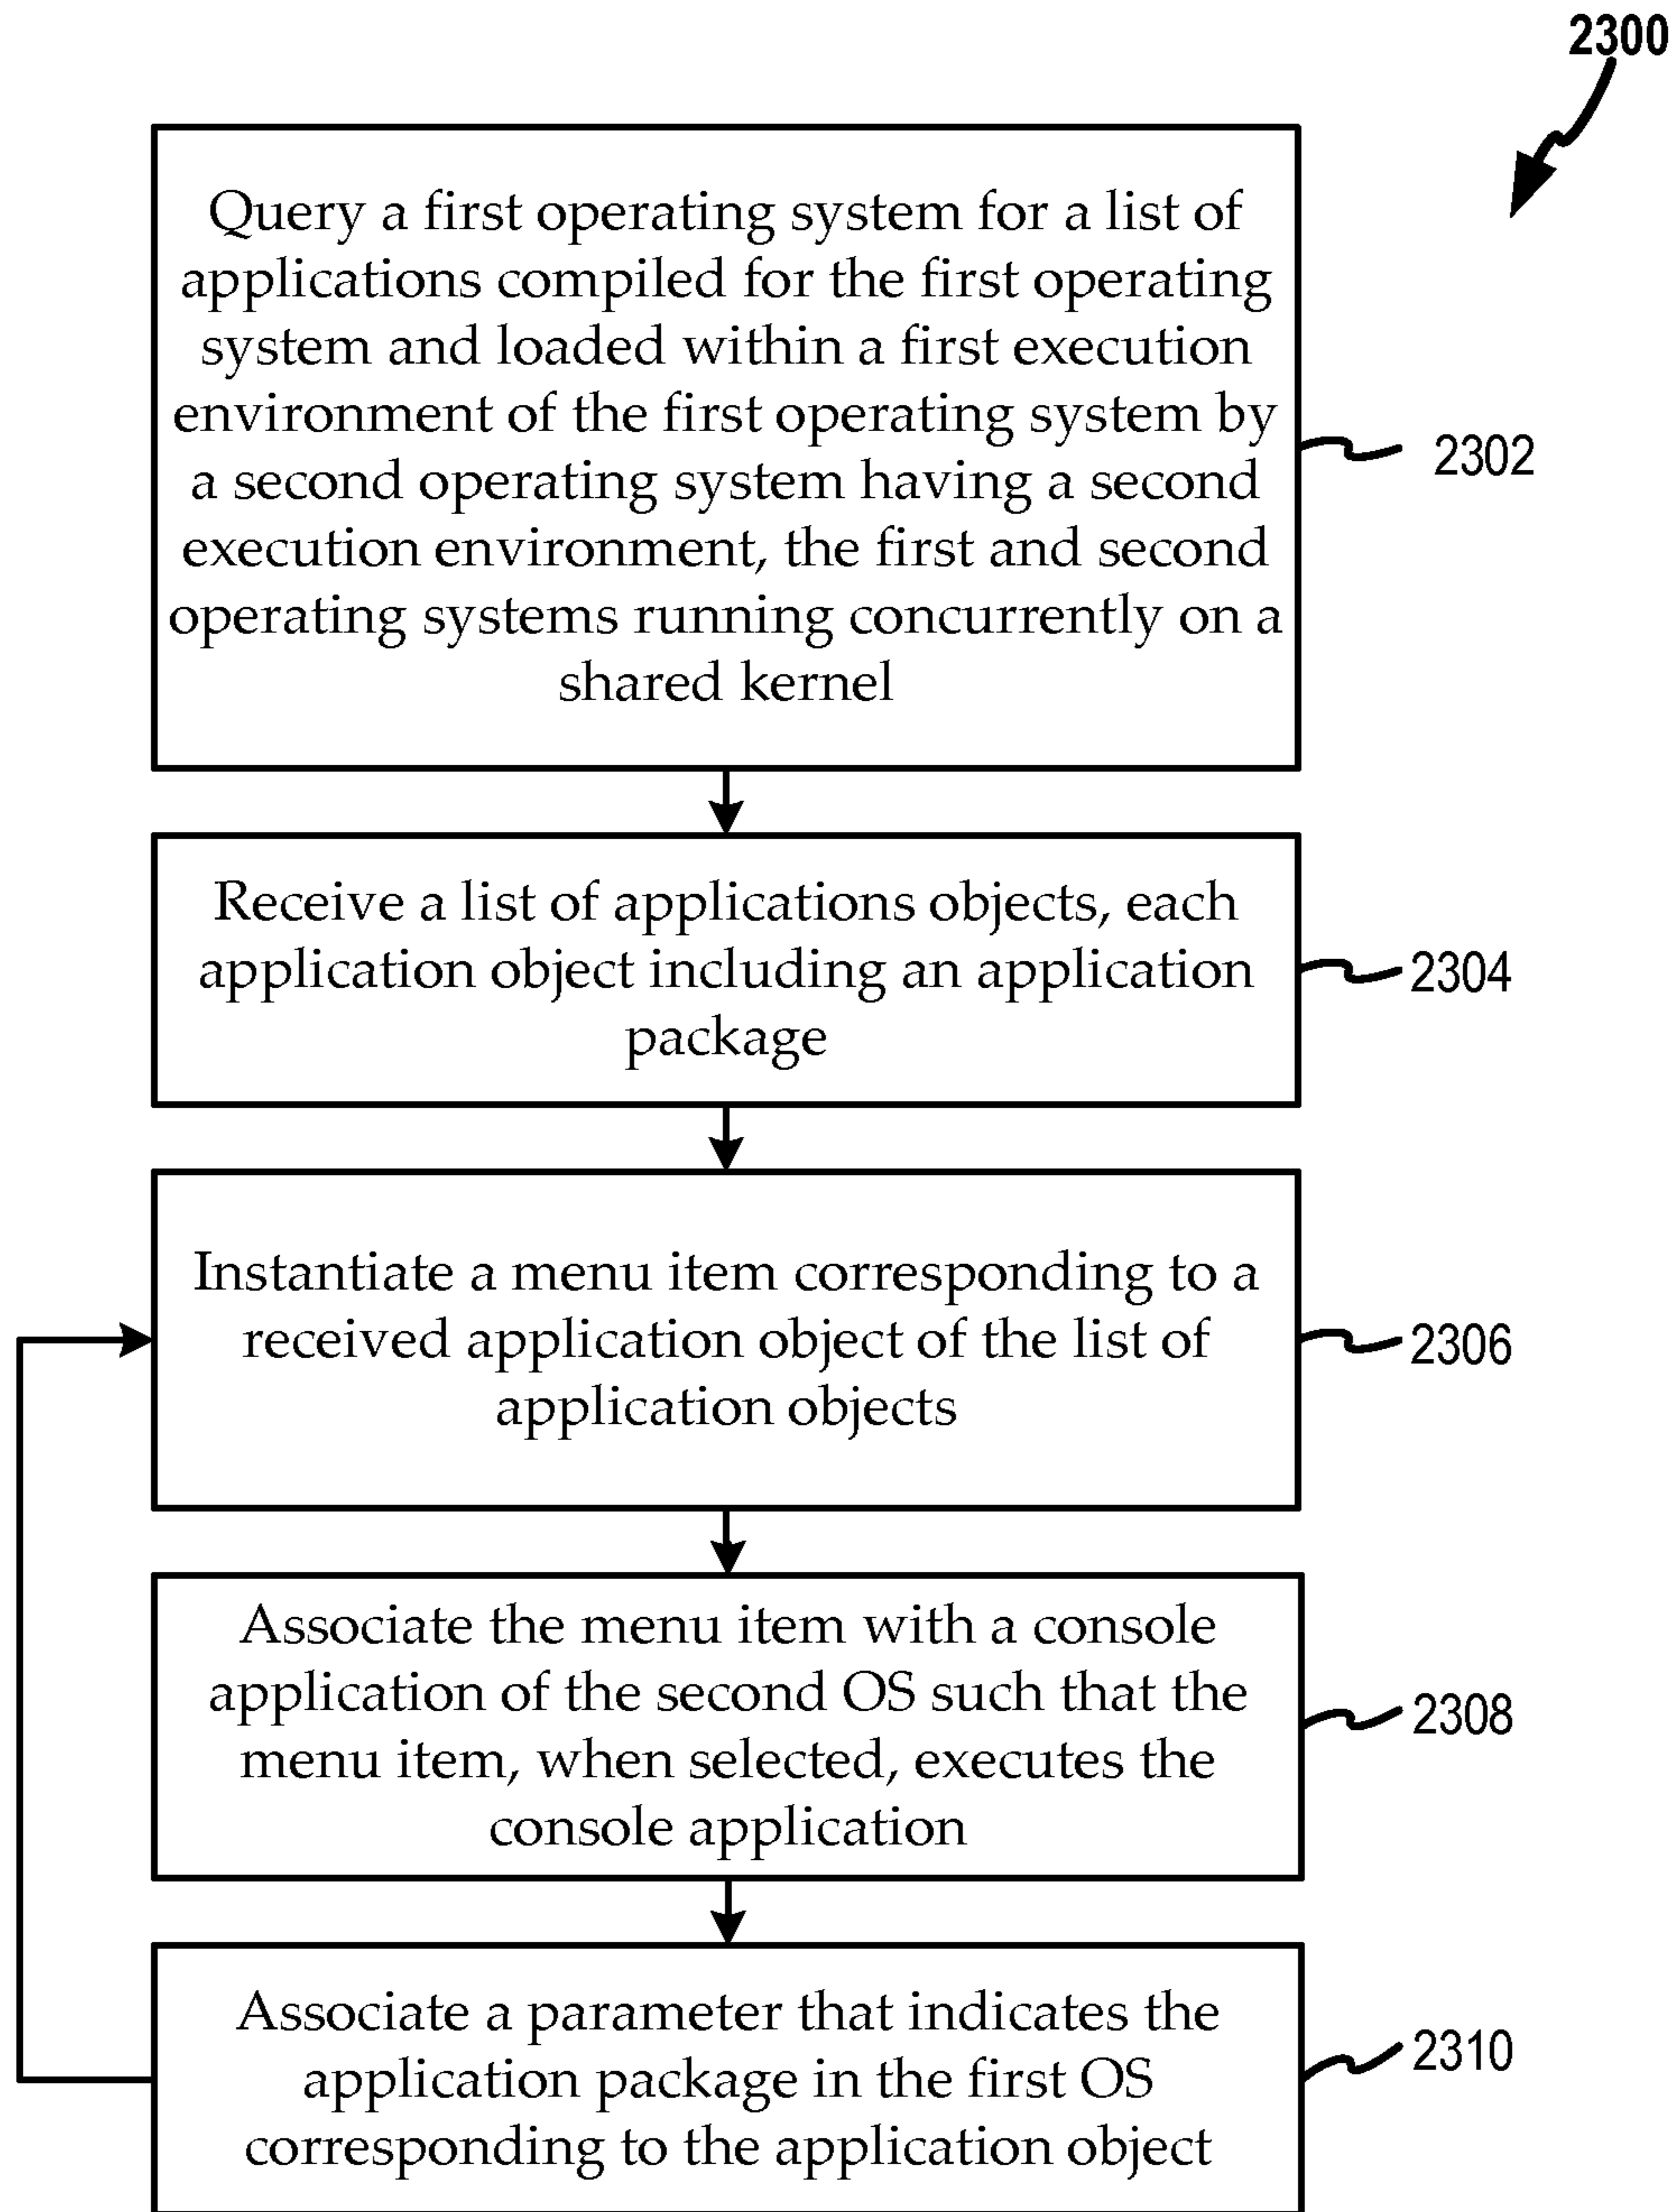 2300
Query a first operating system for a list of
applications compiled for the first operating
system and loaded within a first execution
environment of the first operating system by
a second operating system having a second
execution environment, the first and second
operating systems running concurrently on a
shared kernel
2302
Receive a list of applications objects, each
application object including an application
package
2304
Instantiate a menu item corresponding to a
received application object of the list of
application objects
2306
Associate the menu item with a console
application of the second OS such that the
menu item, when selected, executes the
console application
2308
Associate a parameter that indicates the
application package in the first OS
corresponding to the application object
2310